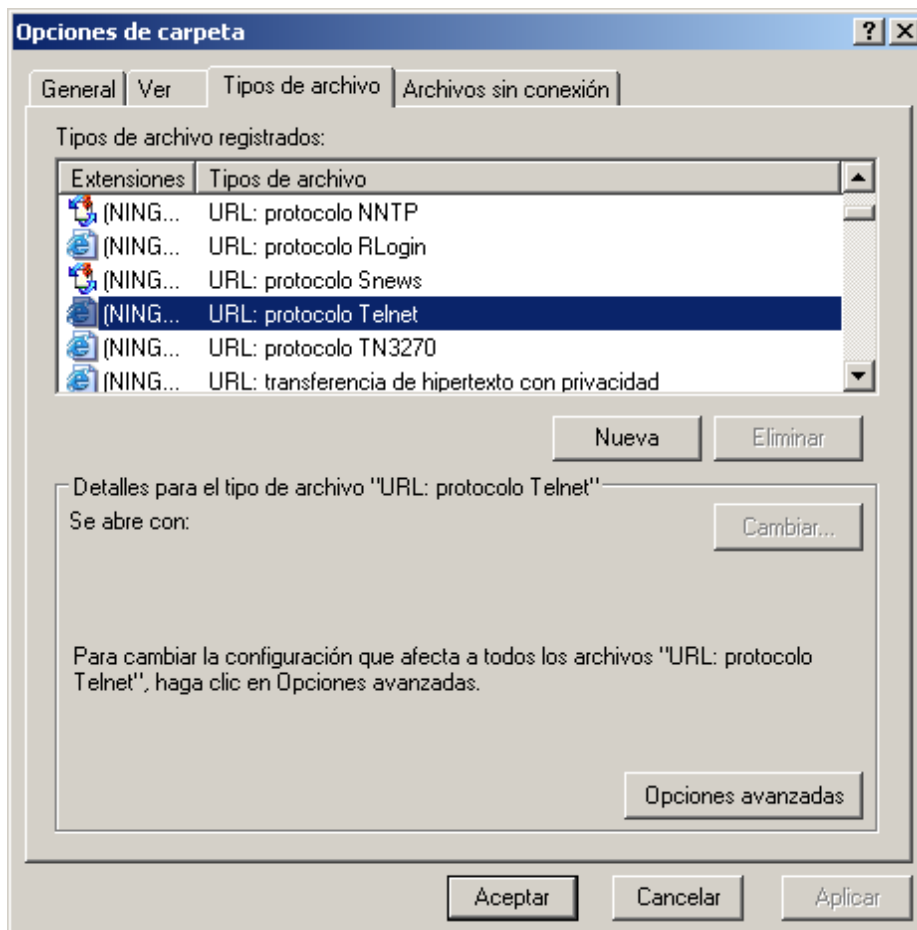 Opciones de carpeta
General Ver Tipos de archivo Archivos sin conexión
Tipos de archivo registrados:
Extensiones Tipos de archivo
(NING... URL: protocolo NNTP
(NING... URL: protocolo RLogin
(NING... URL: protocolo Snews
(NING... URL: protocolo Telnet
(NING... URL: protocolo TN3270
(NING... URL: transferencia de hipertexto con privacidad
Nueva Eliminar
Detalles para el tipo de archivo "URL: protocolo Telnet"
Se abre con: Cambiar...
Para cambiar la configuración que afecta a todos los archivos "URL: protocolo
Telnet", haga clic en Opciones avanzadas.
Opciones avanzadas
Aceptar Cancelar Aplicar